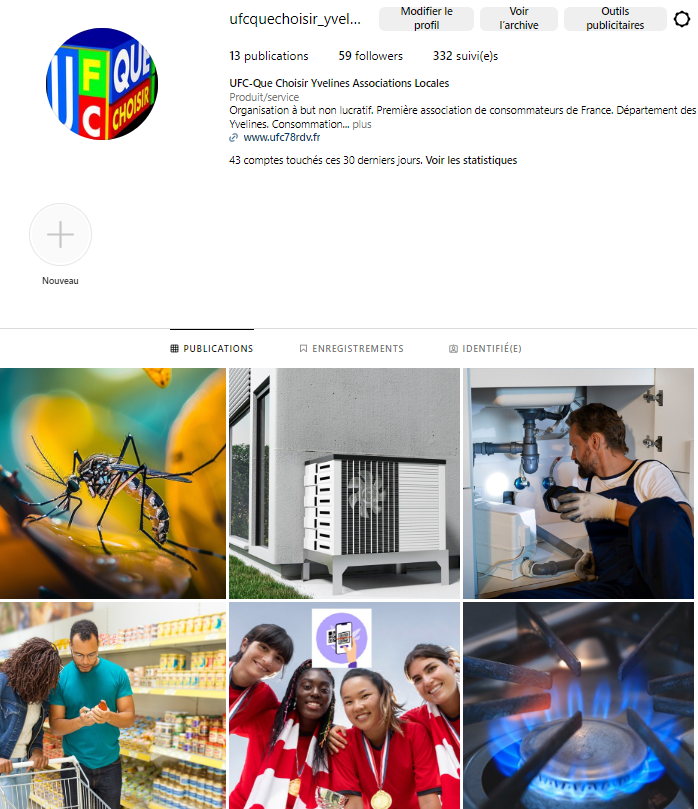 ufcquechoisir_yvel...
Modifier le
profil
Voir
l'archive
Outils
publicitaires
13 publications
59 followers
332 suivi(e)s
UFC-Que Choisir Yvelines Associations Locales
Produit/service
Organisation à but non lucratif. Première association de consommateurs de France. Département des
Yvelines. Consommation... plus
www.ufc78rdv.fr
43 comptes touchés ces 30 derniers jours. Voir les statistiques
UFC
QUE
CHOISIR
Nouveau
PUBLICATIONS
ENREGISTREMENTS
IDENTIFIÉ(E)